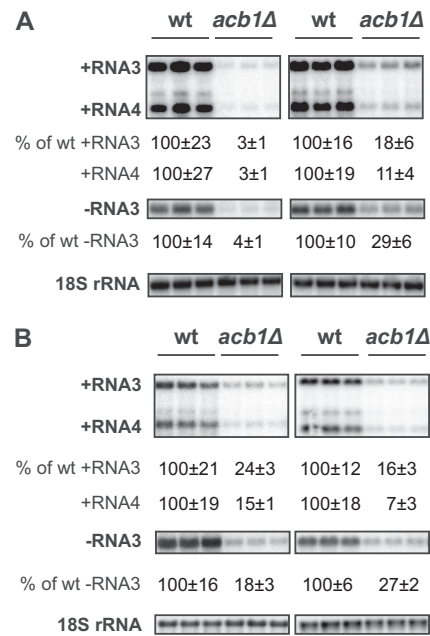 A
wt acb1Δ wt acb1Δ
+RNA3
+RNA4
% of wt +RNA3 100±23 3±1 100±16 18±6
+RNA4 100±27 3±1 100±19 11±4
-RNA3
% of wt -RNA3 100±14 4±1 100±10 29±6
18S rRNA
B
wt acb1Δ wt acb1Δ
+RNA3
+RNA4
% of wt +RNA3 100±21 24±3 100±12 16±3
+RNA4 100±19 15±1 100±18 7±3
-RNA3
% of wt -RNA3 100±16 18±3 100±6 27±2
18S rRNA